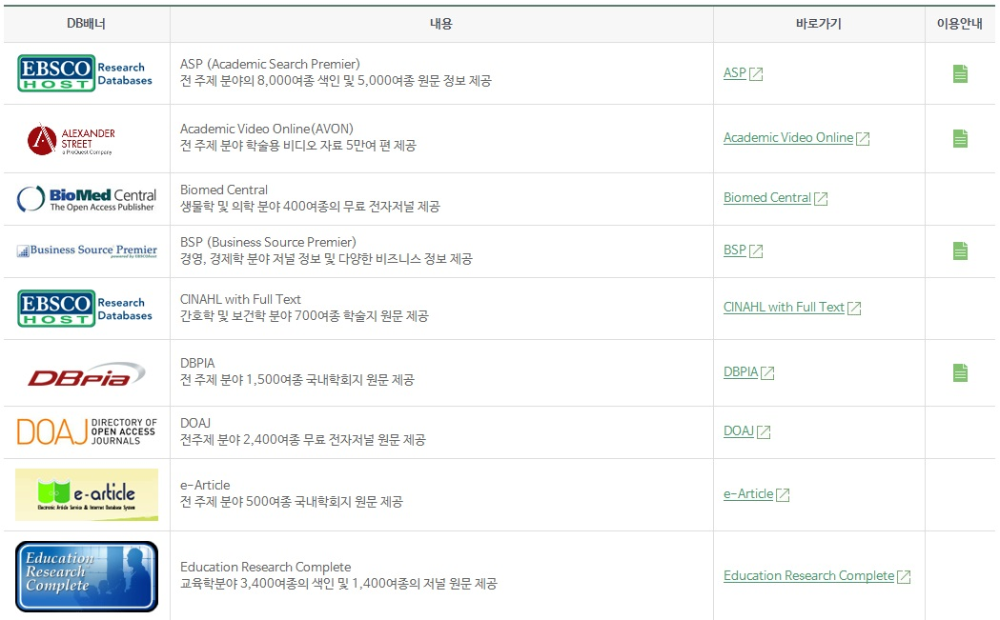 DB배너
내용
바로가기
이용안내
EBSCO HOST Research Databases
ASP (Academic Search Premier)
전 주제 분야의 8,000여종 색인 및 5,000여종 원문 정보 제공
ASP
ALEXANDER
STREET
a ProQuest Company
Academic Video Online(AVON)
전 주제 분야 학술용 비디오 자료 5만여 편 제공
Academic Video Online
BioMed Central
The Open Access Publisher
Biomed Central
생물학 및 의학 분야 400여종의 무료 전자저널 제공
Biomed Central
Business Source Premier
powered by EBSCOhost
BSP (Business Source Premier)
경영, 경제학 분야 저널 정보 및 다양한 비즈니스 정보 제공
BSP
EBSCO HOST Research Databases
CINAHL with Full Text
간호학 및 보건학 분야 700여종 학술지 원문 제공
CINAHL with Full Text
DBpia
DBPIA
전 주제 분야 1,500여종 국내학회지 원문 제공
DBPIA
DOAJ DIRECTORY OF
OPEN ACCESS
JOURNALS
DOAJ
전주제 분야 2,400여종 무료 전자저널 원문 제공
DOAJ
e-article
Electronic Article Service & Internet Database System
e-Article
전 주제 분야 500여종 국내학회지 원문 제공
e-Article
Education
Research
Complete
Education Research Complete
교육학분야 3,400여종의 색인 및 1,400여종의 저널 원문 제공
Education Research Complete